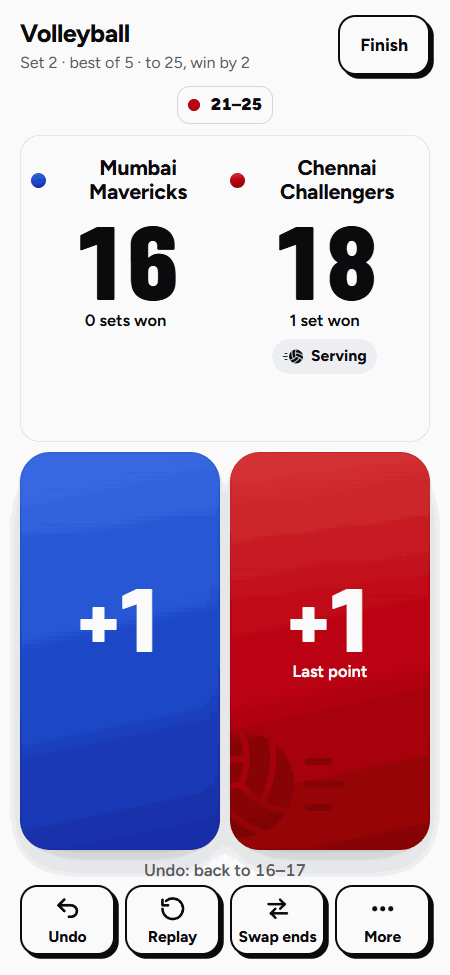 Volleyball
Finish
Set 2 · best of 5 · to 25, win by 2
21–25
Mumbai Mavericks
Chennai Challengers
16
18
0 sets won
1 set won
Serving
+1
+1
Last point
Undo: back to 16–17
Undo
Replay
Swap ends
More